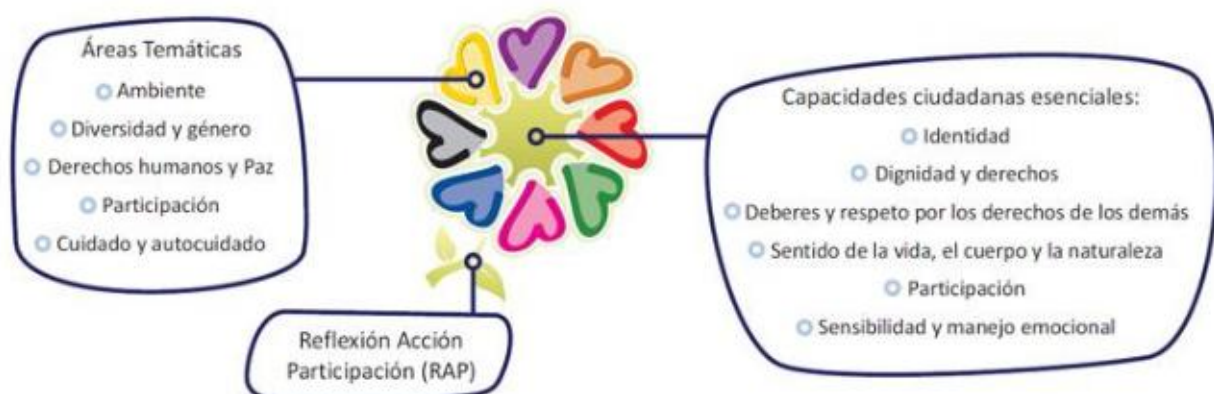 Áreas Temáticas
Ambiente
Diversidad y género
Derechos humanos y Paz
Participación
Cuidado y autocuidado
Reflexión Acción
Participación (RAP)
Capacidades ciudadanas esenciales:
Identidad
Dignidad y derechos
Deberes y respeto por los derechos de los demás
Sentido de la vida, el cuerpo y la naturaleza
Participación
Sensibilidad y manejo emocional